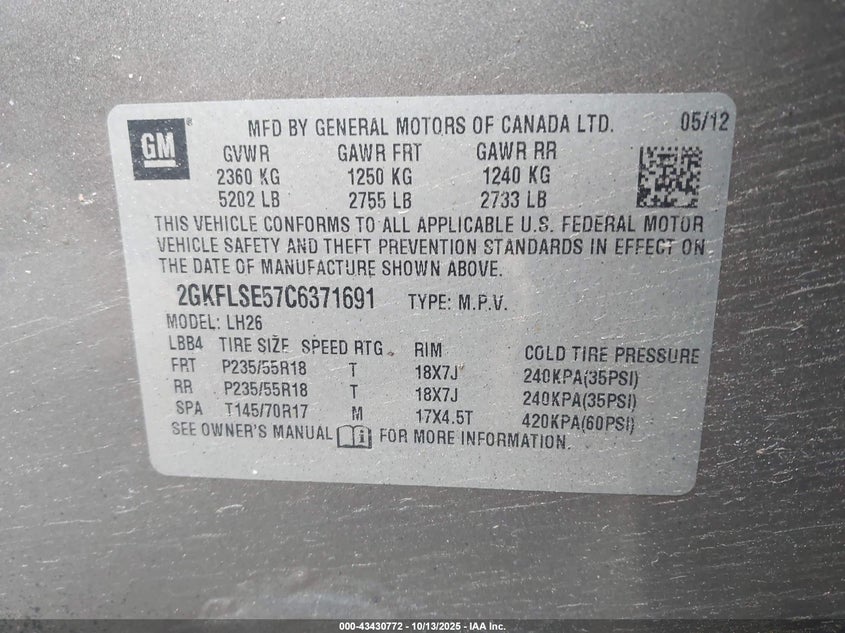 GM ® MFD BY GENERAL MOTORS OF CANADA LTD. 05/12
GVWR GAWR FRT GAWR RR
2360 KG 1250 KG 1240 KG
5202 LB 2755 LB 2733 LB
THIS VEHICLE CONFORMS TO ALL APPLICABLE U.S. FEDERAL MOTOR
VEHICLE SAFETY AND THEFT PREVENTION STANDARDS IN EFFECT ON
THE DATE OF MANUFACTURE SHOWN ABOVE.
2GKFLSE57C6371691 TYPE: M.P.V.
MODEL: LH26
LBB4 TIRE SIZE SPEED RTG RIM COLD TIRE PRESSURE
FRT P235/55R18 T 18X7J 240KPA(35PSI)
RR P235/55R18 T 18X7J 240KPA(35PSI)
SPA T145/70R17 M 17X4.5T 420KPA(60PSI)
SEE OWNER'S MANUAL FOR MORE INFORMATION.
000-43430772 - 10/13/2025 - IAA Inc.